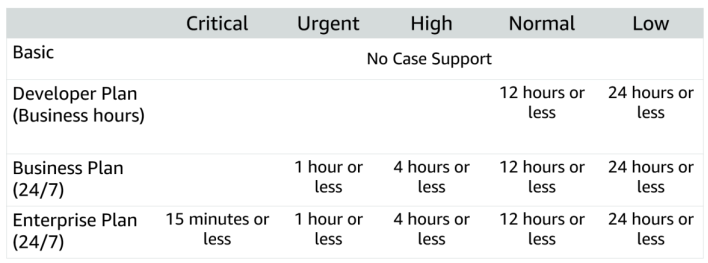 Critical Urgent High Normal Low
Basic No Case Support
Developer Plan 12 hours or 24 hours or
(Business hours) less less
Business Plan 1 hour or 4 hours or 12 hours or 24 hours or
(24/7) less less less less
Enterprise Plan 15 minutes or 1 hour or 4 hours or 12 hours or 24 hours or
(24/7) less less less less less